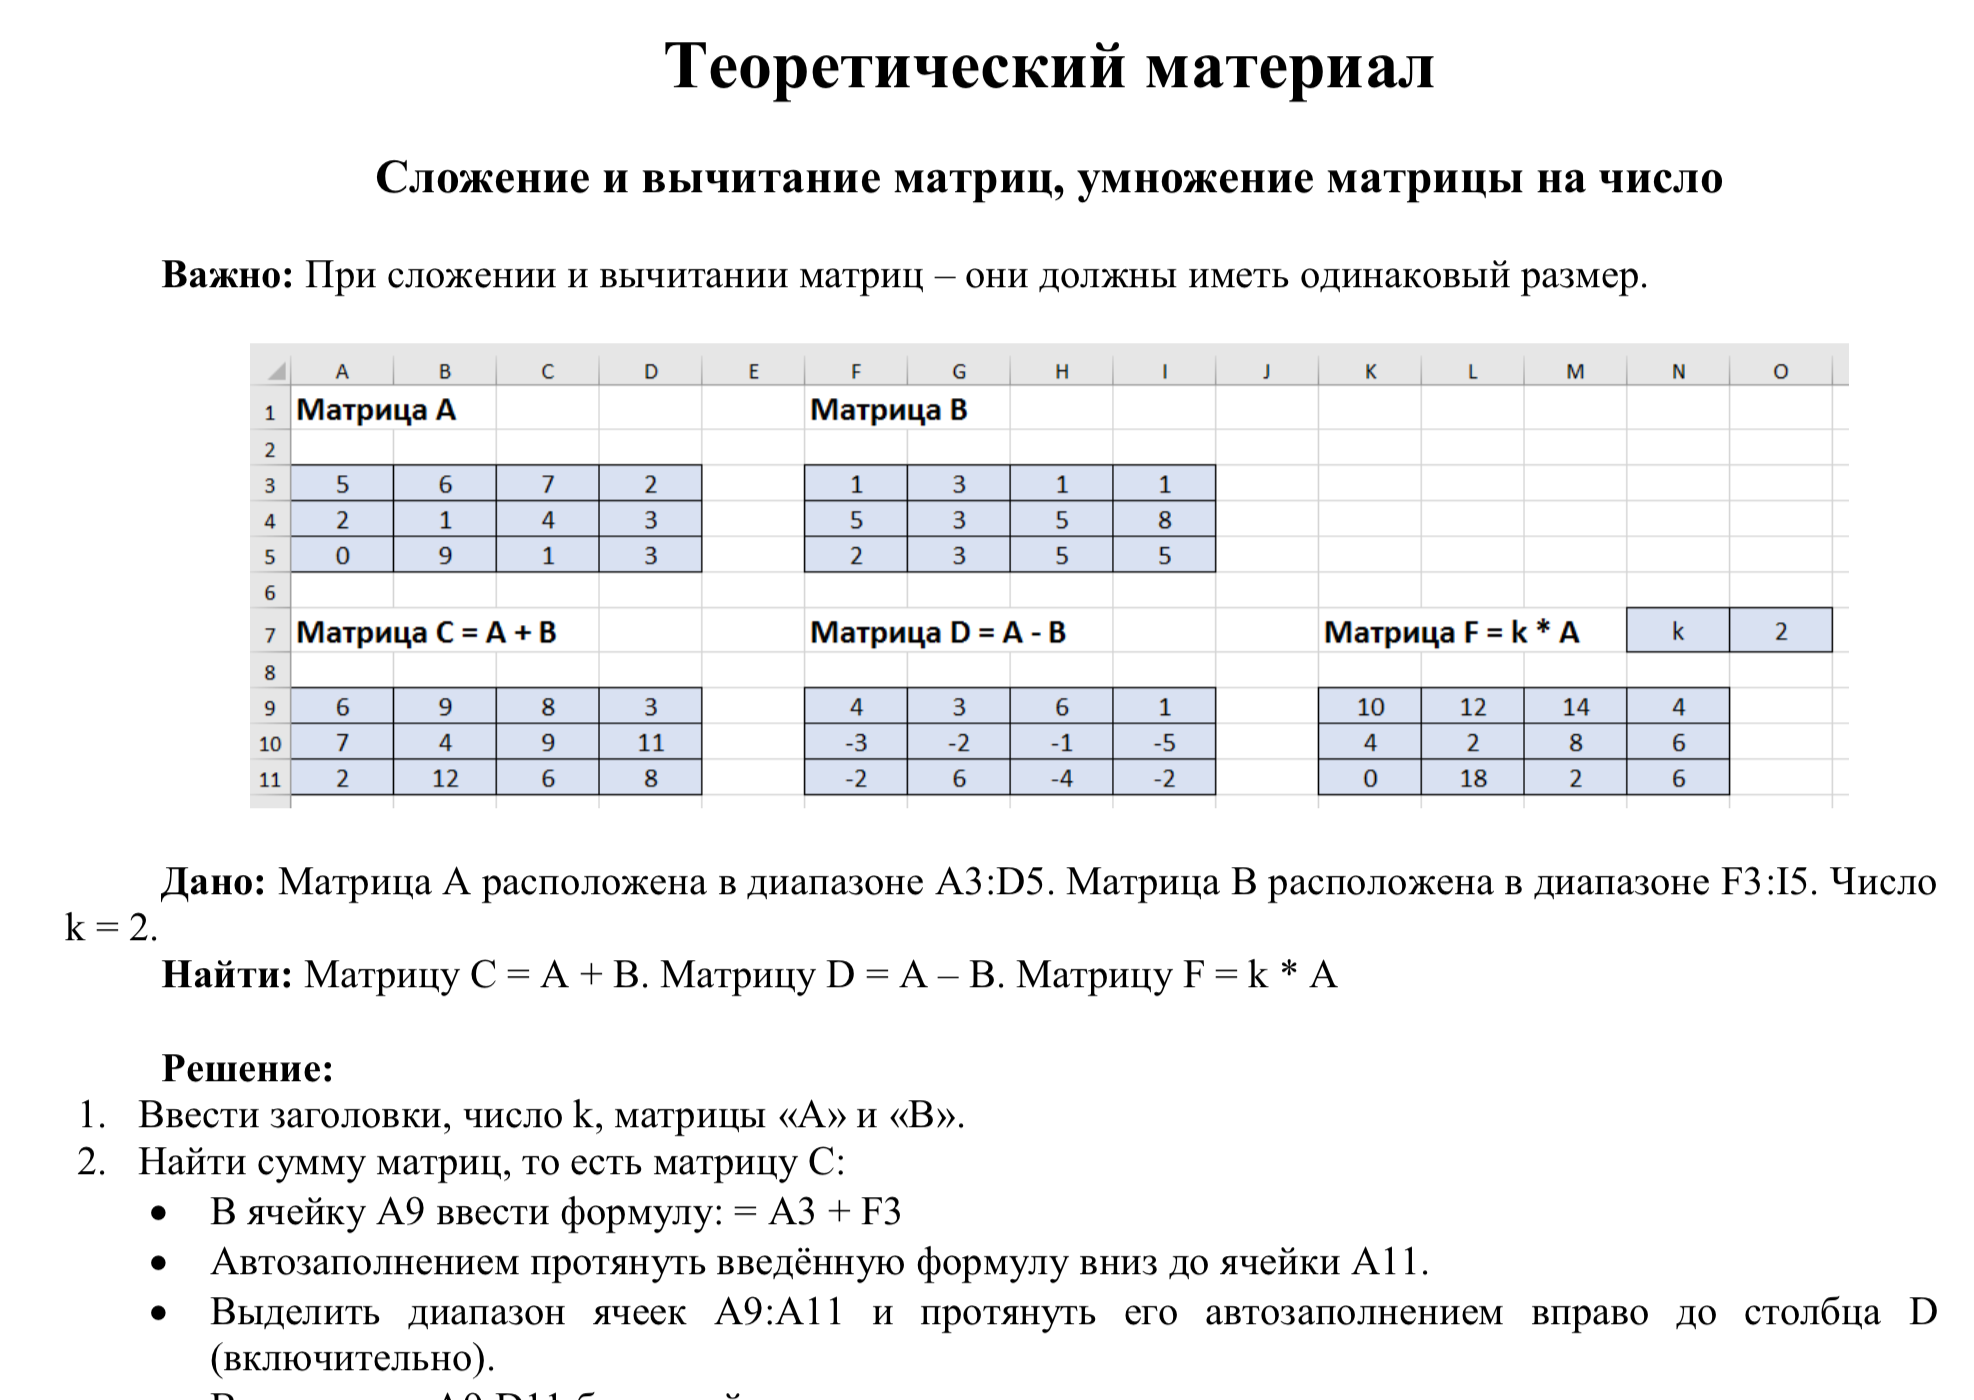 Теоретический материал
Сложение и вычитание матриц, умножение матрицы на число
Важно: При сложении и вычитании матриц – они должны иметь одинаковый размер.
A B C D E F G H I J K L M N O
1 Матрица A Матрица B
2
3 5 6 7 2 1 3 1 1
4 2 1 4 3 5 3 5 8
5 0 9 1 3 2 3 5 5
6
7 Матрица C = A + B Матрица D = A - B Матрица F = k * A k 2
8
9 6 9 8 3 4 3 6 1 10 12 14 4
10 7 4 9 11 -3 -2 -1 -5 4 2 8 6
11 2 12 6 8 -2 6 -4 -2 0 18 2 6
Дано: Матрица A расположена в диапазоне A3:D5. Матрица B расположена в диапазоне F3:I5. Число
k = 2.
Найти: Матрицу C = A + B. Матрицу D = A – B. Матрицу F = k * A
Решение:
1. Ввести заголовки, число k, матрицы «A» и «B».
2. Найти сумму матриц, то есть матрицу C:
• В ячейку A9 ввести формулу: = A3 + F3
• Автозаполнением протянуть введённую формулу вниз до ячейки A11.
• Выделить диапазон ячеек A9:A11 и протянуть его автозаполнением вправо до столбца D
(включительно).